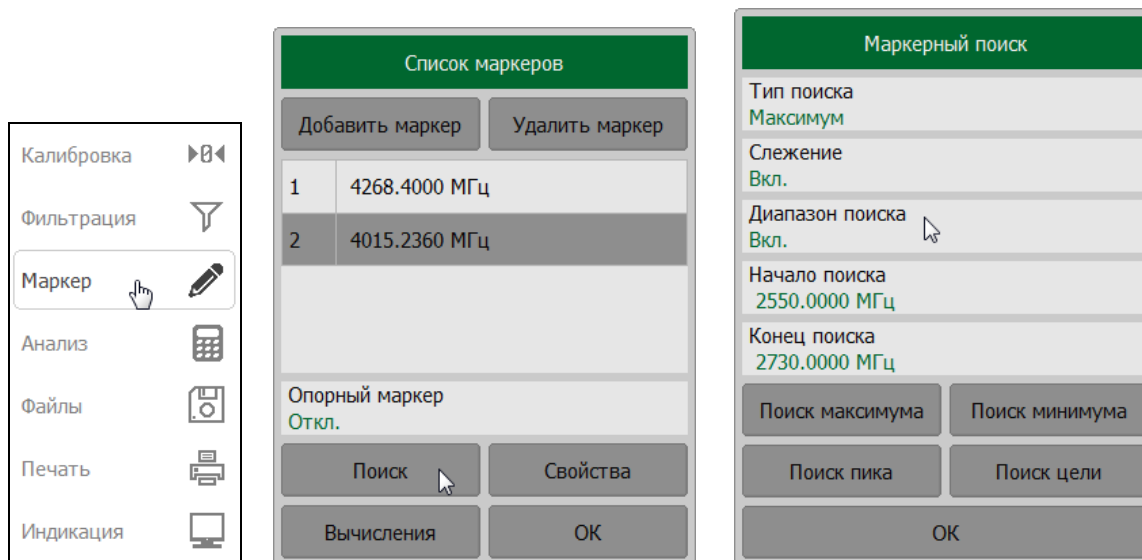 Калибровка
Фильтрация
Маркер
Анализ
Файлы
Печать
Индикация
Список маркеров
Добавить маркер Удалить маркер
1 4268.4000 МГц
2 4015.2360 МГц
Опорный маркер
Откл.
Поиск Свойства
Вычисления ОК
Маркерный поиск
Тип поиска
Максимум
Слежение
Вкл.
Диапазон поиска
Вкл.
Начало поиска
2550.0000 МГц
Конец поиска
2730.0000 МГц
Поиск максимума Поиск минимума
Поиск пика Поиск цели
ОК